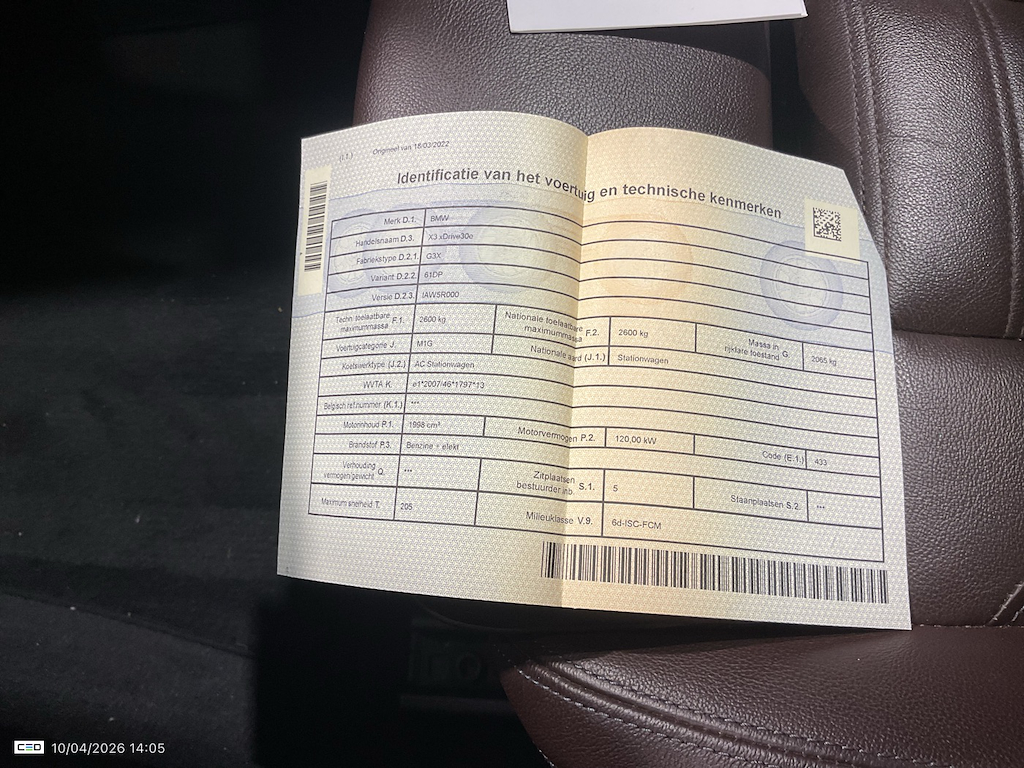 (I.1.) Origineel van 18/03/2022
Identificatie van het voertuig en technische kenmerken
Merk D.1. BMW
Handelsnaam D.3. X3 xDrive30e
Fabriekstype D.2.1. G3X
Variant D.2.2. 61DP
Versie D.2.3. IAW5R000
Techn. toelaatbare maximummassa F.1. 2600 kg Nationale toelaatbare maximummassa F.2. 2600 kg Massa in rijklare toestand G. 2065 kg
Voertuigcategorie J. M1G Nationale aard (J.1.) Stationwagen
Koetswerktype (J.2.) AC Stationwagen
WVTA K. e1*2007/46*1797*13
Belgisch ref.nummer (K.1.) ***
Motorinhoud P.1. 1998 cm³ Motorvermogen P.2. 120,00 kW Code (E.1.) 433
Brandstof P.3. Benzine + elekt
Verhouding vermogen/gewicht Q. *** Zitplaatsen bestuurder inb. S.1. 5 Staanplaatsen S.2. ***
Maximum snelheid T. 205 Milieuklasse V.9. 6d-ISC-FCM
CEO 10/04/2026 14:05